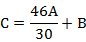 C = 46A/30 + B